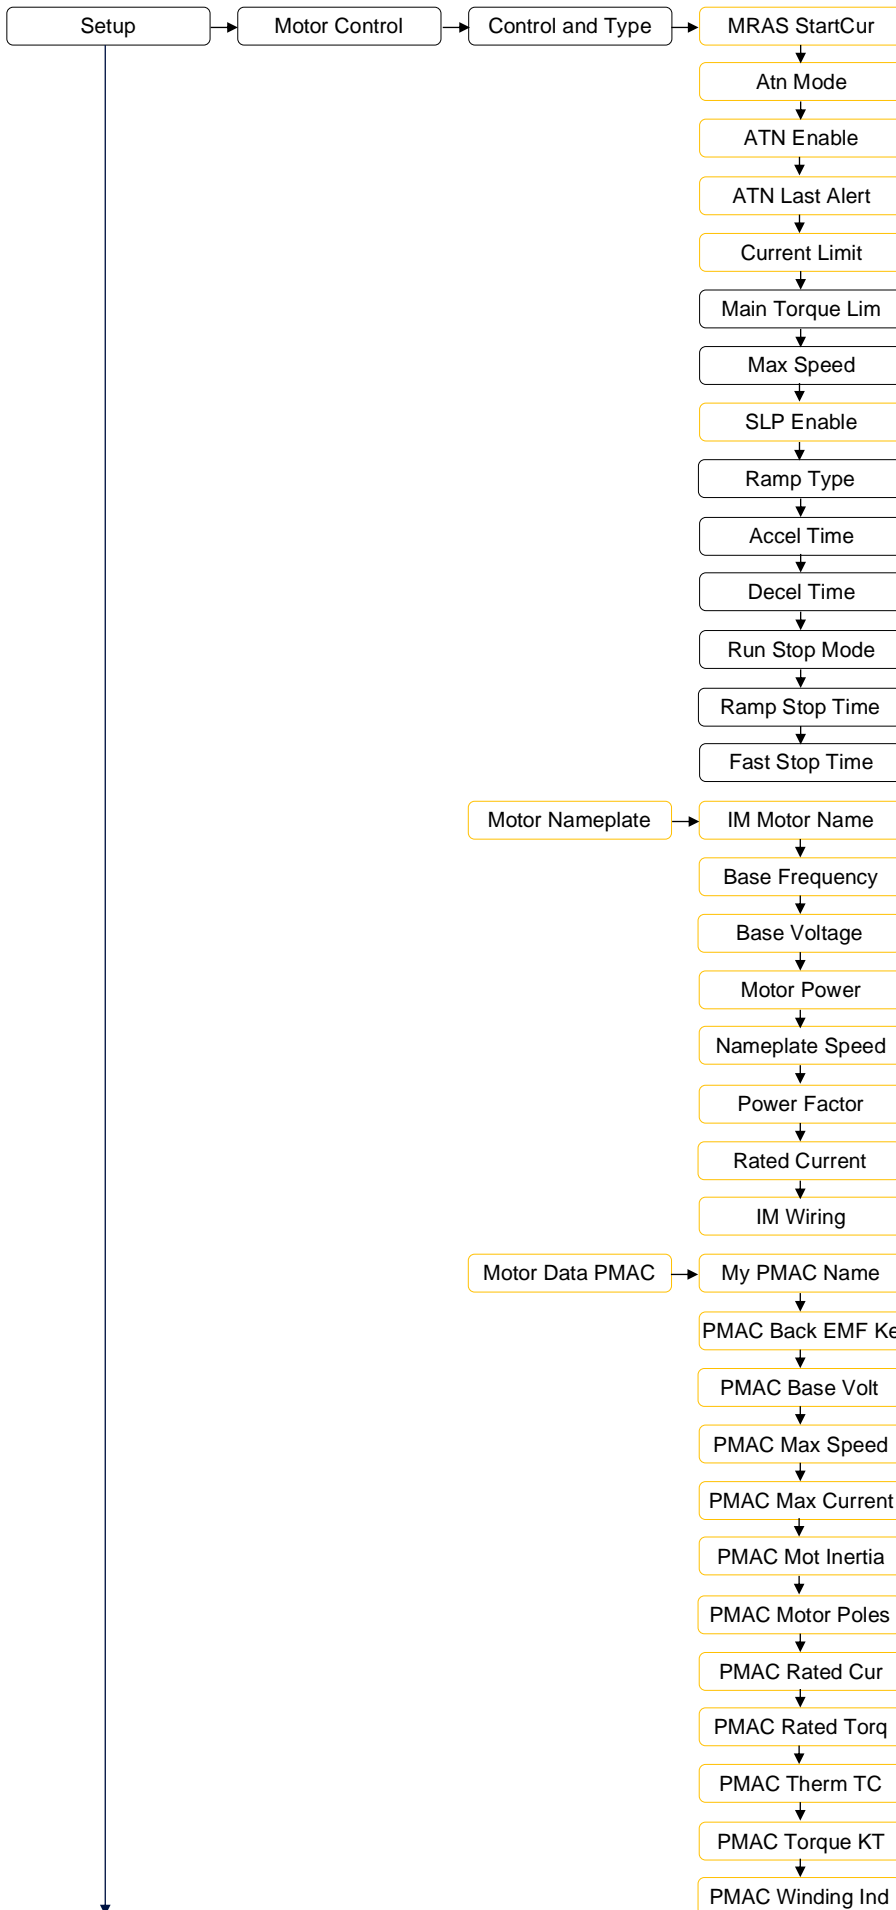 Setup
Motor Control
Control and Type
MRAS StartCur
Atn Mode
ATN Enable
ATN Last Alert
Current Limit
Main Torque Lim
Max Speed
SLP Enable
Ramp Type
Accel Time
Decel Time
Run Stop Mode
Ramp Stop Time
Fast Stop Time
Motor Nameplate
IM Motor Name
Base Frequency
Base Voltage
Motor Power
Nameplate Speed
Power Factor
Rated Current
IM Wiring
Motor Data PMAC
My PMAC Name
PMAC Back EMF Ke
PMAC Base Volt
PMAC Max Speed
PMAC Max Current
PMAC Mot Inertia
PMAC Motor Poles
PMAC Rated Cur
PMAC Rated Torq
PMAC Therm TC
PMAC Torque KT
PMAC Winding Ind